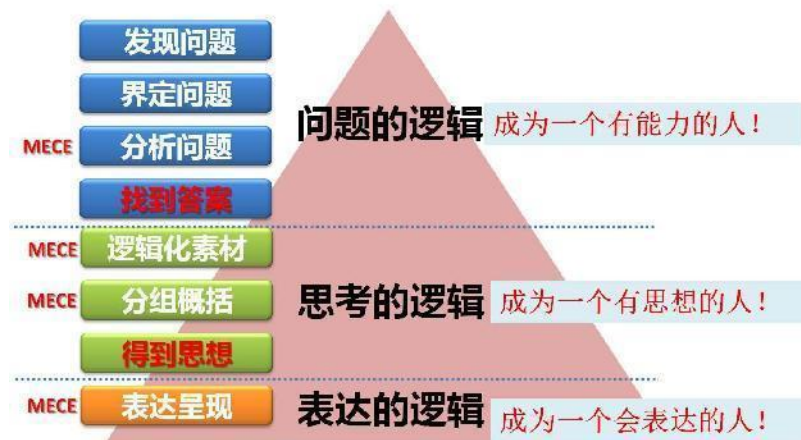 发现问题
界定问题
问题的逻辑 成为一个有能力的人！
MECE 分析问题
找到答案
MECE 逻辑化素材
MECE 分组概括 思考的逻辑 成为一个有思想的人！
得到思想
MECE 表达呈现 表达的逻辑 成为一个会表达的人！